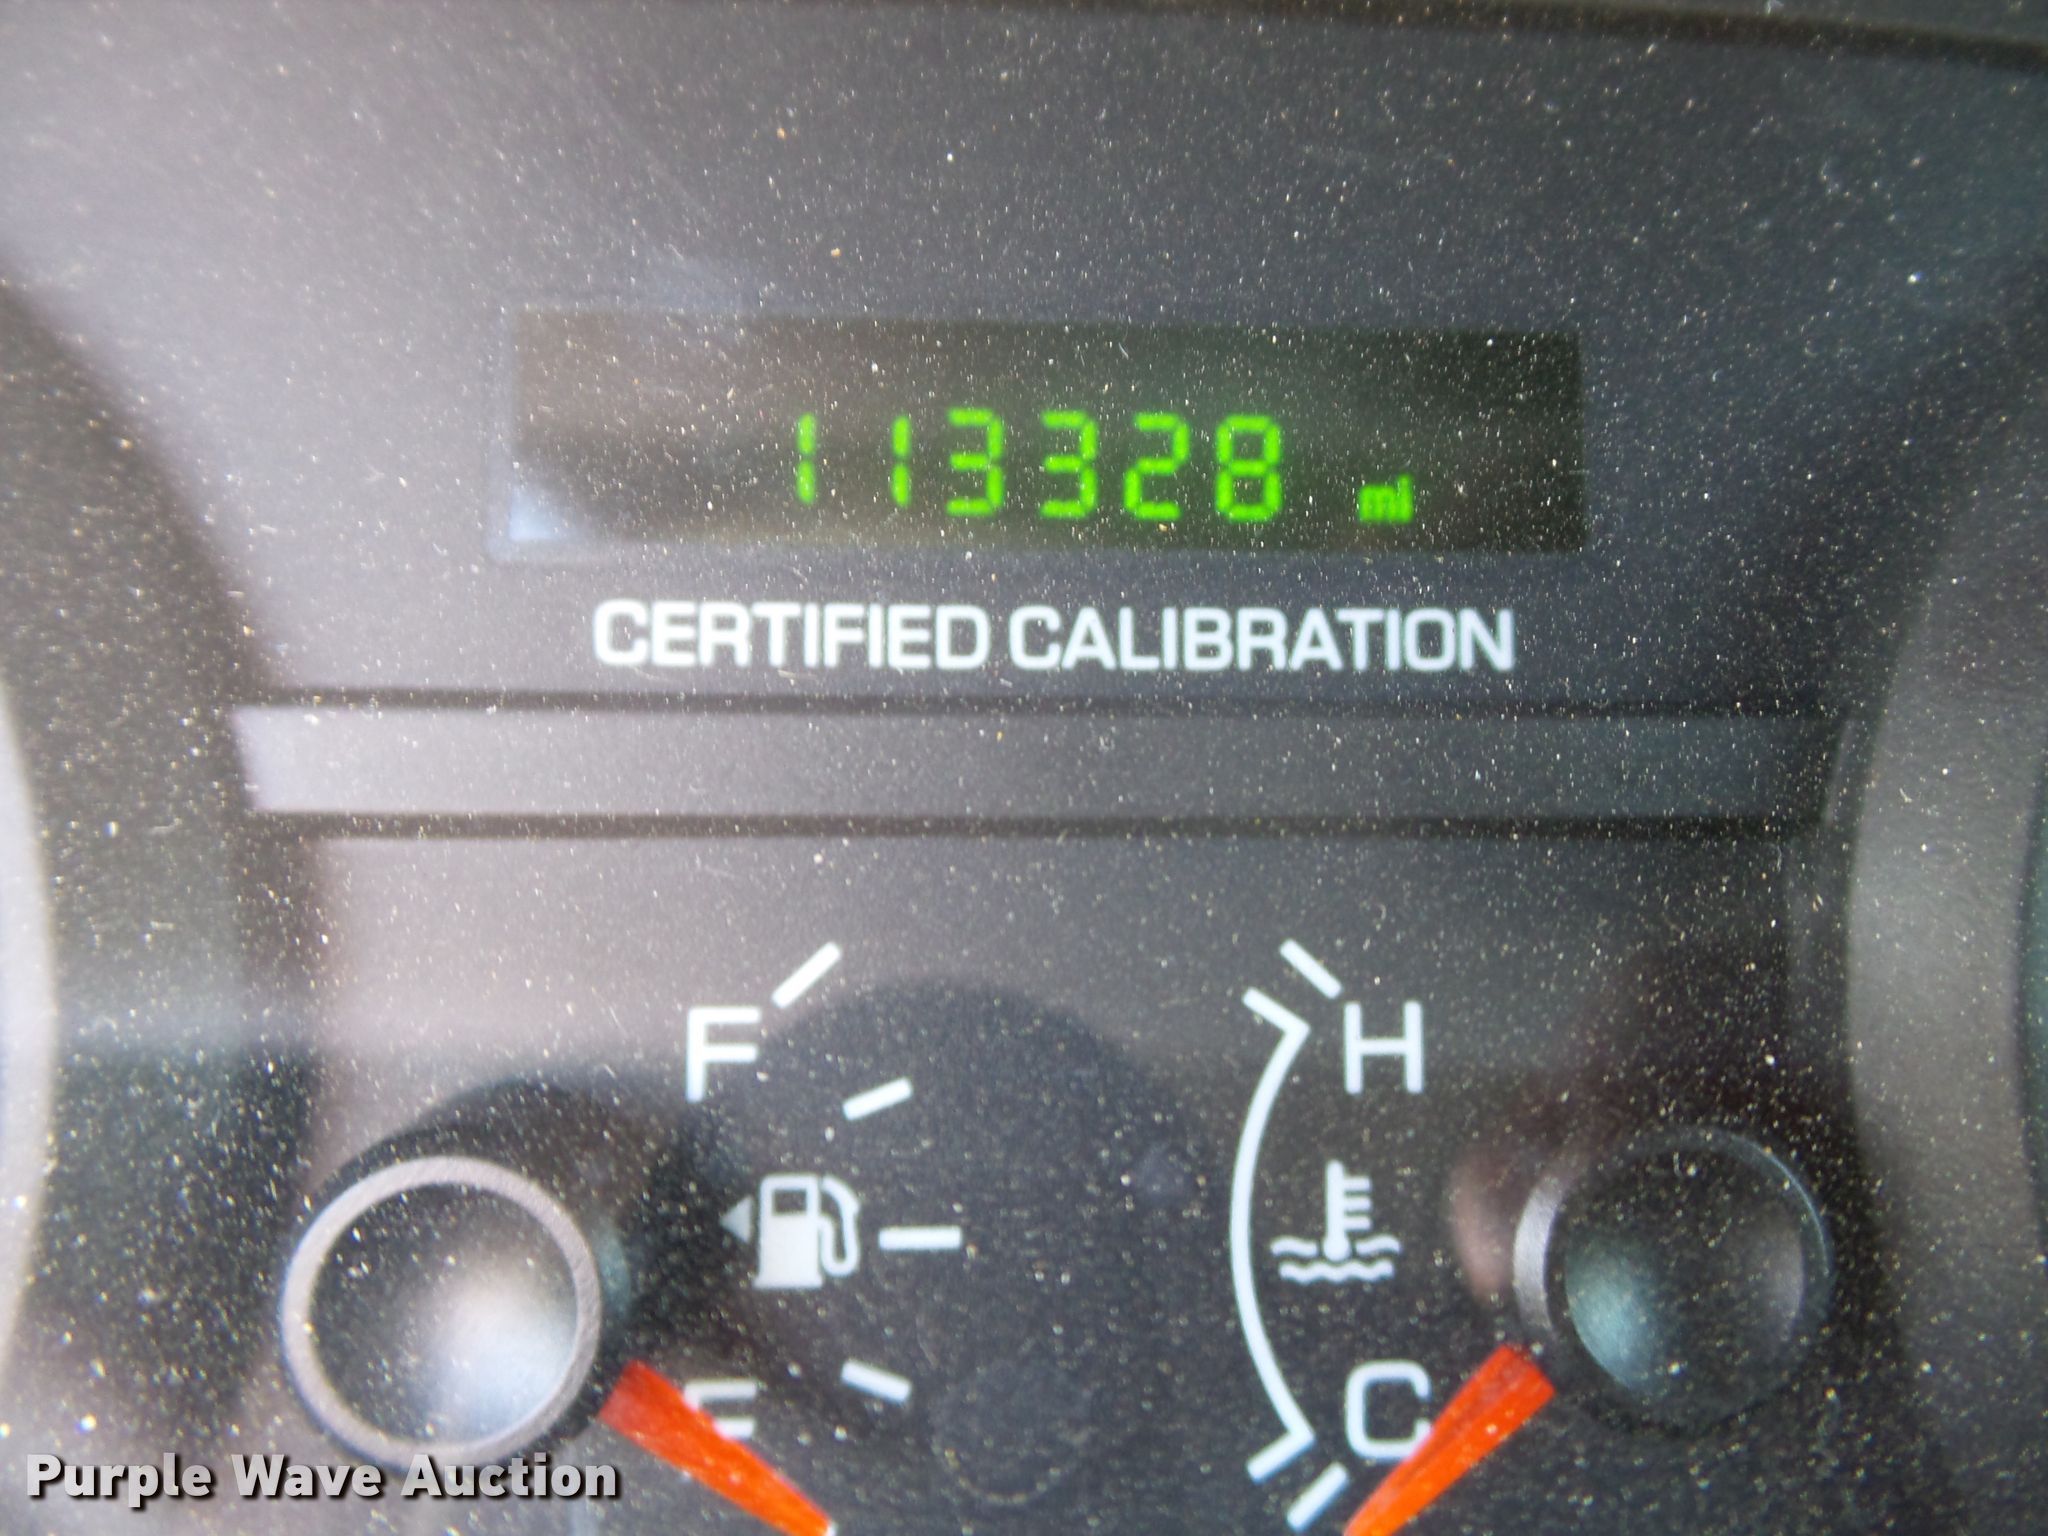 113328 mi
CERTIFIED CALIBRATION
F H
E C
Purple Wave Auction